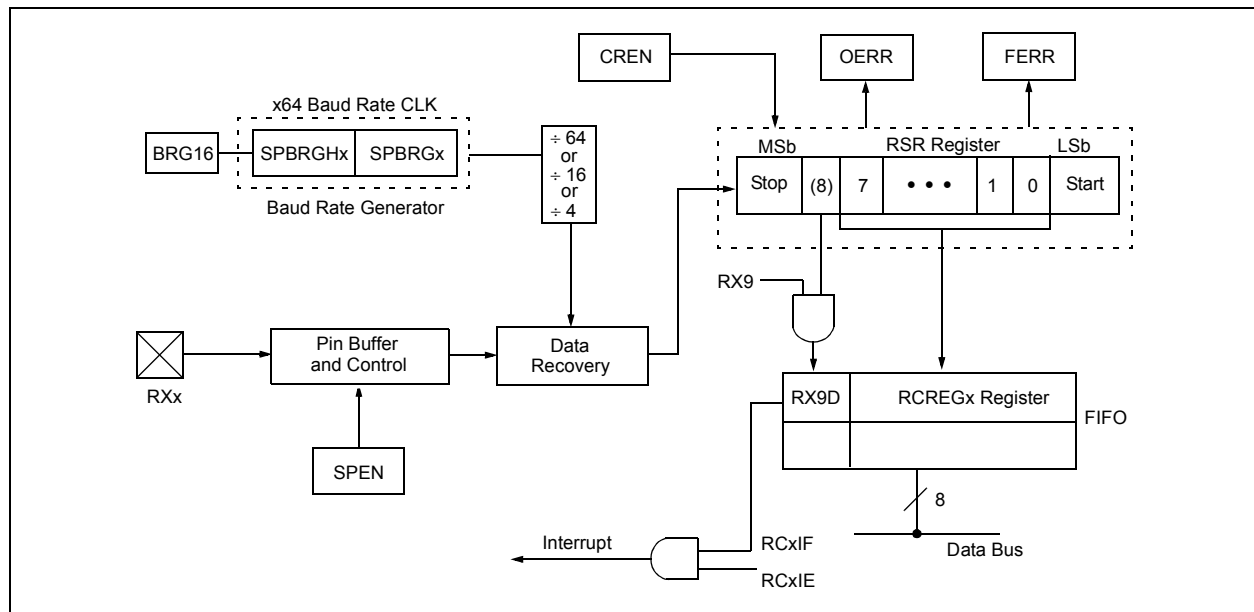 CREN
OERR
FERR
x64 Baud Rate CLK
BRG16
SPBRGHx
SPBRGx
Baud Rate Generator
÷ 64
or
÷ 16
or
÷ 4
MSb
RSR Register
LSb
Stop
(8)
7
• • •
1
0
Start
RX9
RXx
Pin Buffer
and Control
Data
Recovery
SPEN
RX9D
RCREGx Register
FIFO
8
Data Bus
Interrupt
RCxIF
RCxIE